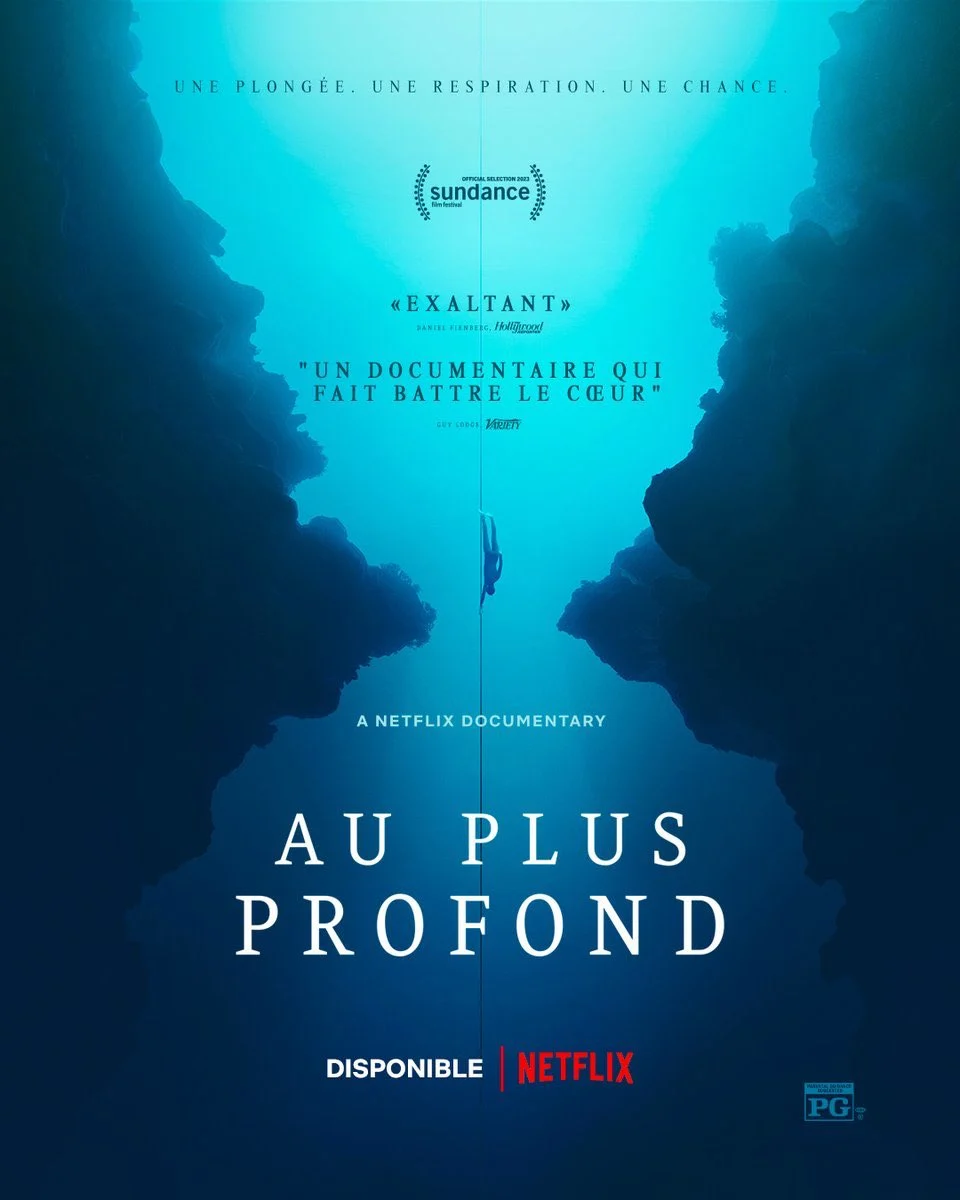 UNE PLONGÉE. UNE RESPIRATION. UNE CHANCE.
OFFICIAL SELECTION 2023
sundance
film festival
«EXALTANT»
DANIEL FIENBERG, Hollywood
"UN DOCUMENTAIRE QUI
FAIT BATTRE LE CŒUR"
GUY LODGE, VARIETY
A NETFLIX DOCUMENTARY
AU PLUS
PROFOND
DISPONIBLE | NETFLIX
PG